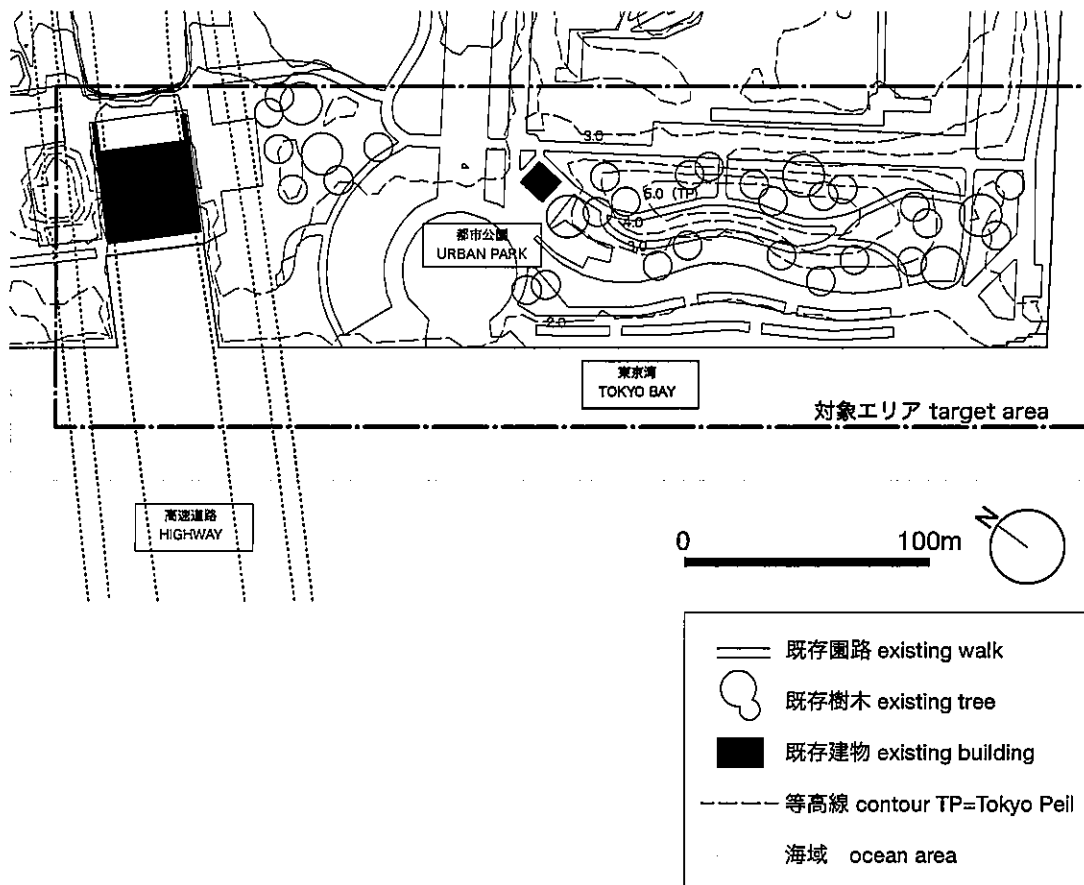 3.0
5.0 (TP)
4.0
3.0
都市公園
URBAN PARK
2.0
東京湾
TOKYO BAY
対象エリア target area
高速道路
HIGHWAY
N
0 100m
既存園路 existing walk
既存樹木 existing tree
既存建物 existing building
等高線 contour TP=Tokyo Peil
海域 ocean area